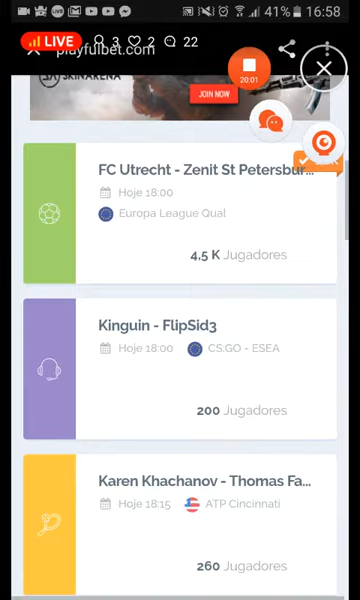 41% 16:58
LIVE 3 2 22
playfulbet.com
20:01
SKINARENA
JOIN NOW
FC Utrecht - Zenit St Petersbur...
Hoje 18:00
Europa League Qual
4,5 K Jugadores
Kinguin - FlipSid3
Hoje 18:00 CS:GO - ESEA
200 Jugadores
Karen Khachanov - Thomas Fa...
Hoje 18:15 ATP Cincinnati
260 Jugadores